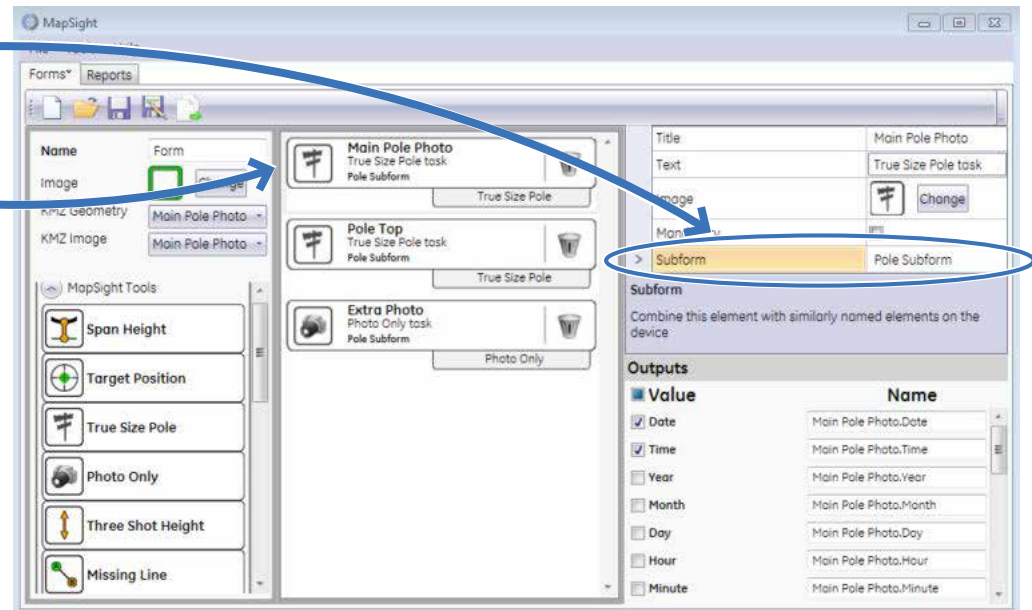 MapSight
Forms* Reports
Name Form
Image Change
KMZ Geometry Main Pole Photo
KMZ Image Main Pole Photo
MapSight Tools
Span Height
Target Position
True Size Pole
Photo Only
Three Shot Height
Missing Line
Main Pole Photo
True Size Pole task
Pole Subform
True Size Pole
Pole Top
True Size Pole task
Pole Subform
True Size Pole
Extra Photo
Photo Only task
Pole Subform
Photo Only
Title Main Pole Photo
Text True Size Pole task
Image Change
> Subform Pole Subform
Subform
Combine this element with similarly named elements on the
device
Outputs
Value Name
Date Main Pole Photo.Date
Time Main Pole Photo.Time
Year Main Pole Photo.Year
Month Main Pole Photo.Month
Day Main Pole Photo.Day
Hour Main Pole Photo.Hour
Minute Main Pole Photo.Minute